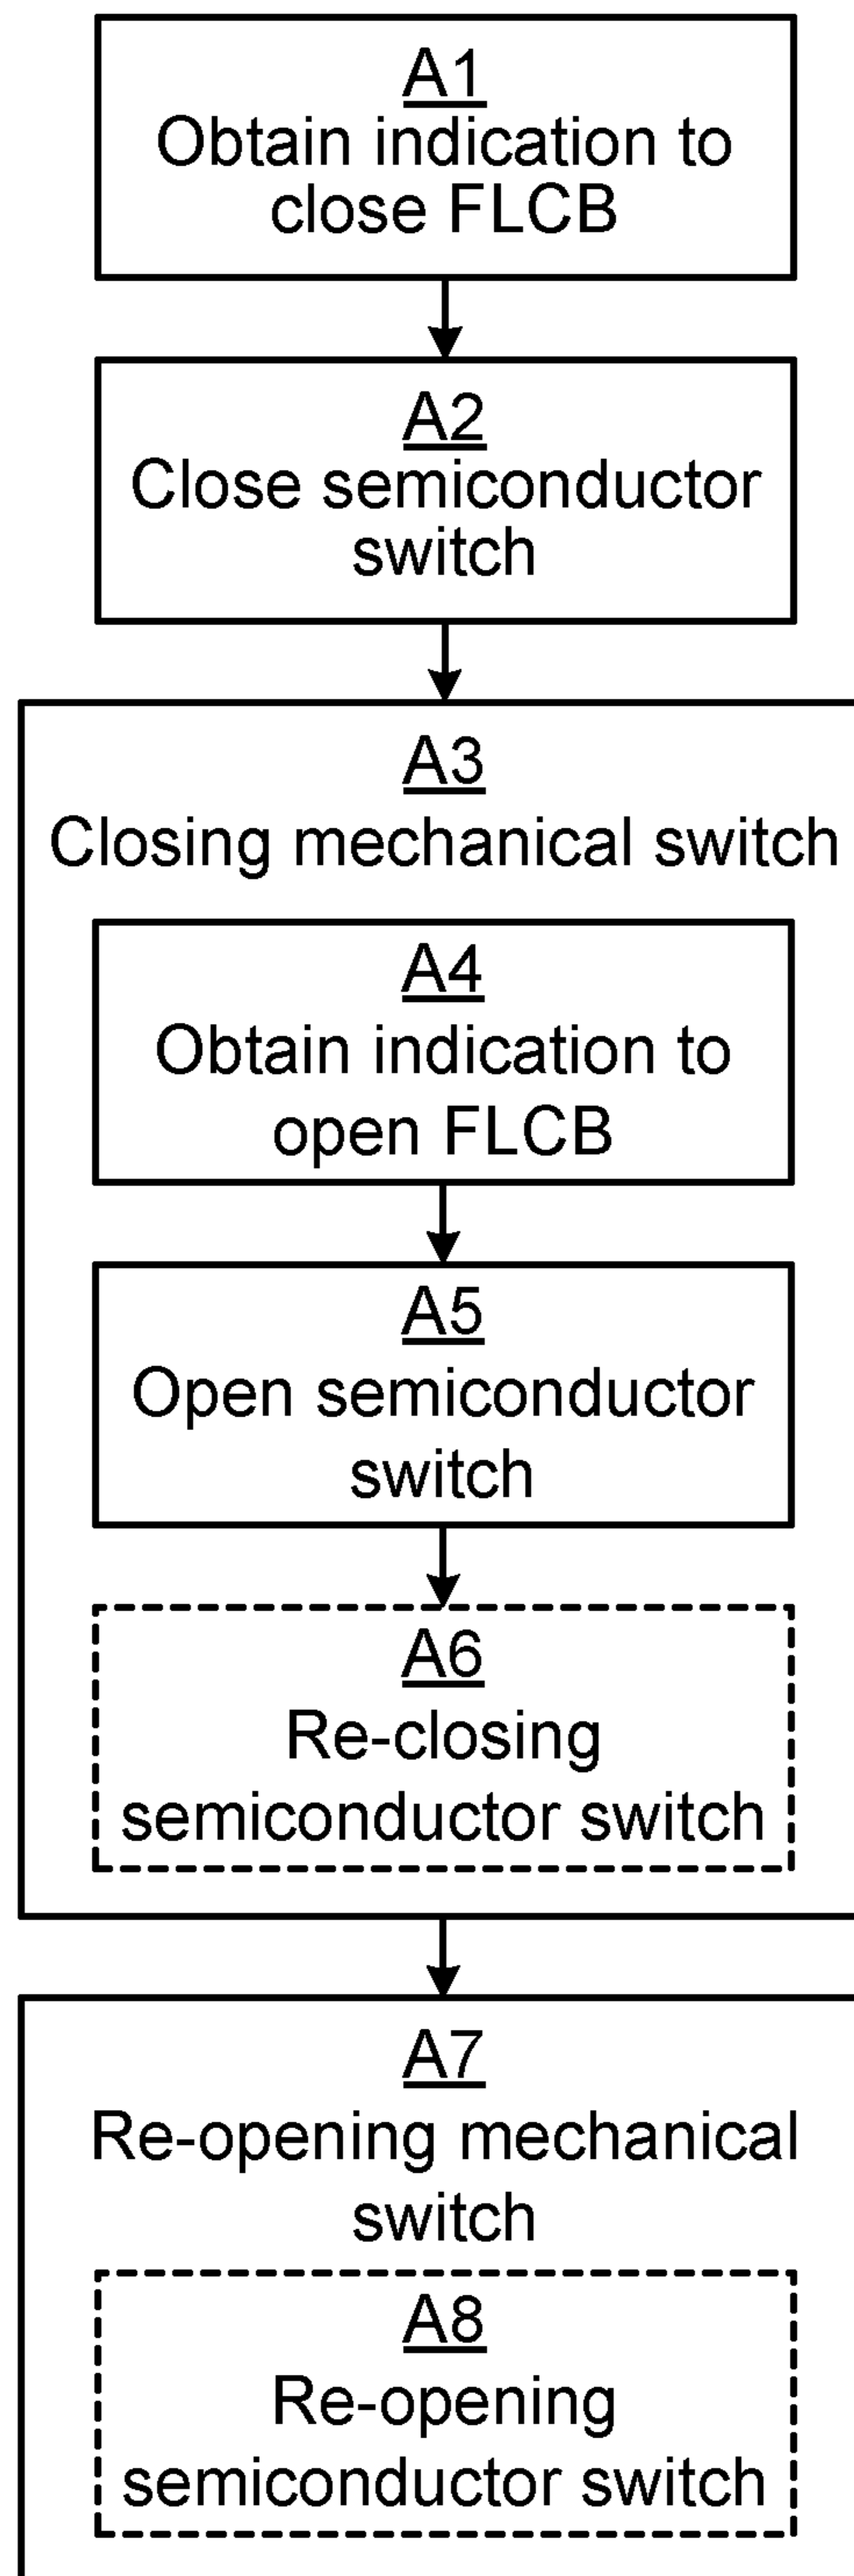 A1
Obtain indication to
close FLCB
A2
Close semiconductor
switch
A3
Closing mechanical switch
A4
Obtain indication to
open FLCB
A5
Open semiconductor
switch
A6
Re-closing
semiconductor switch
A7
Re-opening mechanical
switch
A8
Re-opening
semiconductor switch